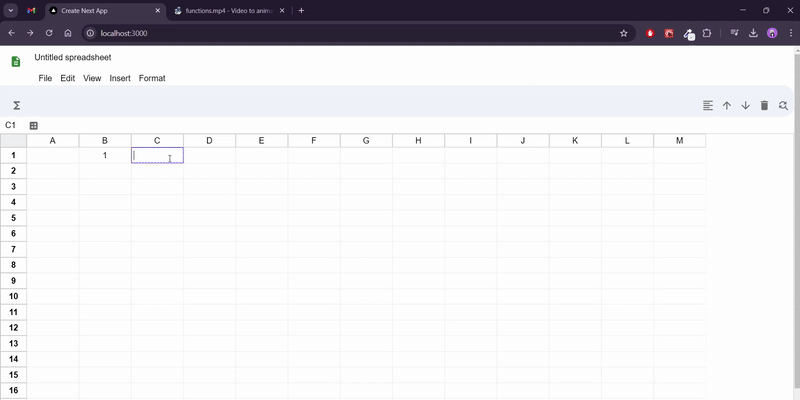 Create Next App
functions.mp4 - Video to anima
localhost:3000
Untitled spreadsheet
File Edit View Insert Format
Σ
C1
A B C D E F G H I J K L M
1 1
2
3
4
5
6
7
8
9
10
11
12
13
14
15
16